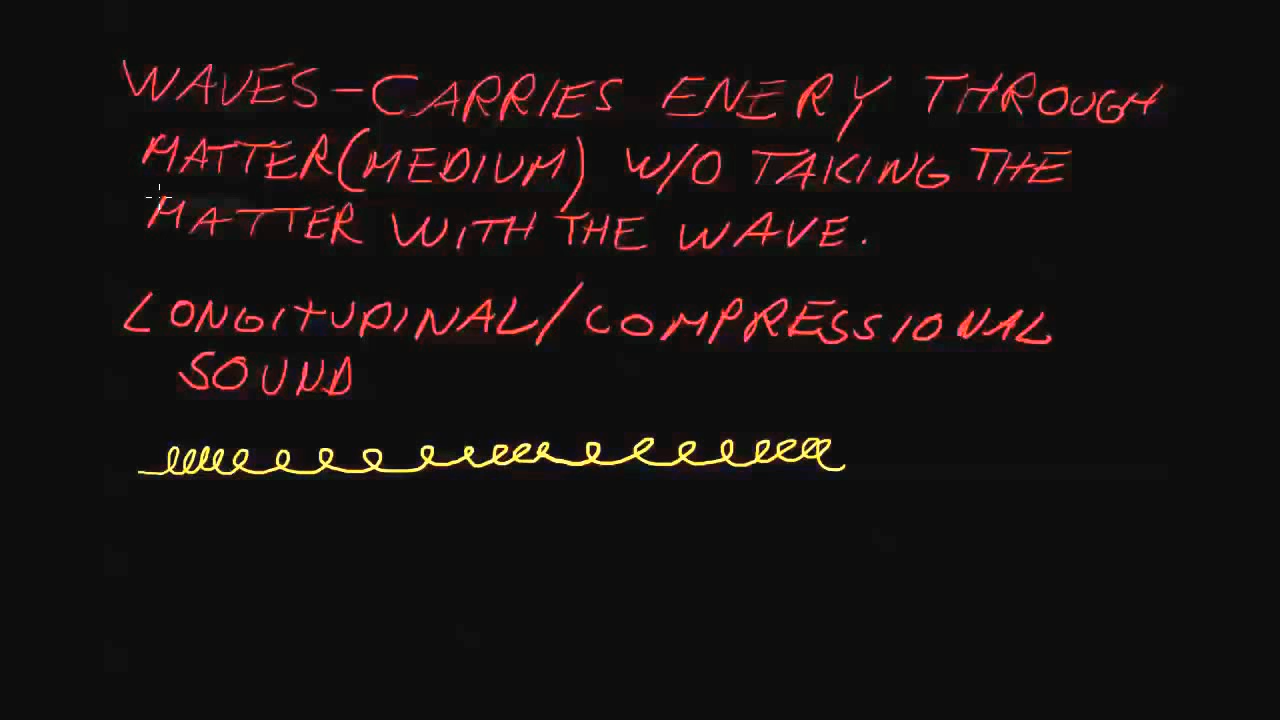 WAVES-CARRIES ENERY THROUGH
MATTER(MEDIUM) W/O TAKING THE
MATTER WITH THE WAVE.
LONGITUDINAL/COMPRESSIONAL
SOUND